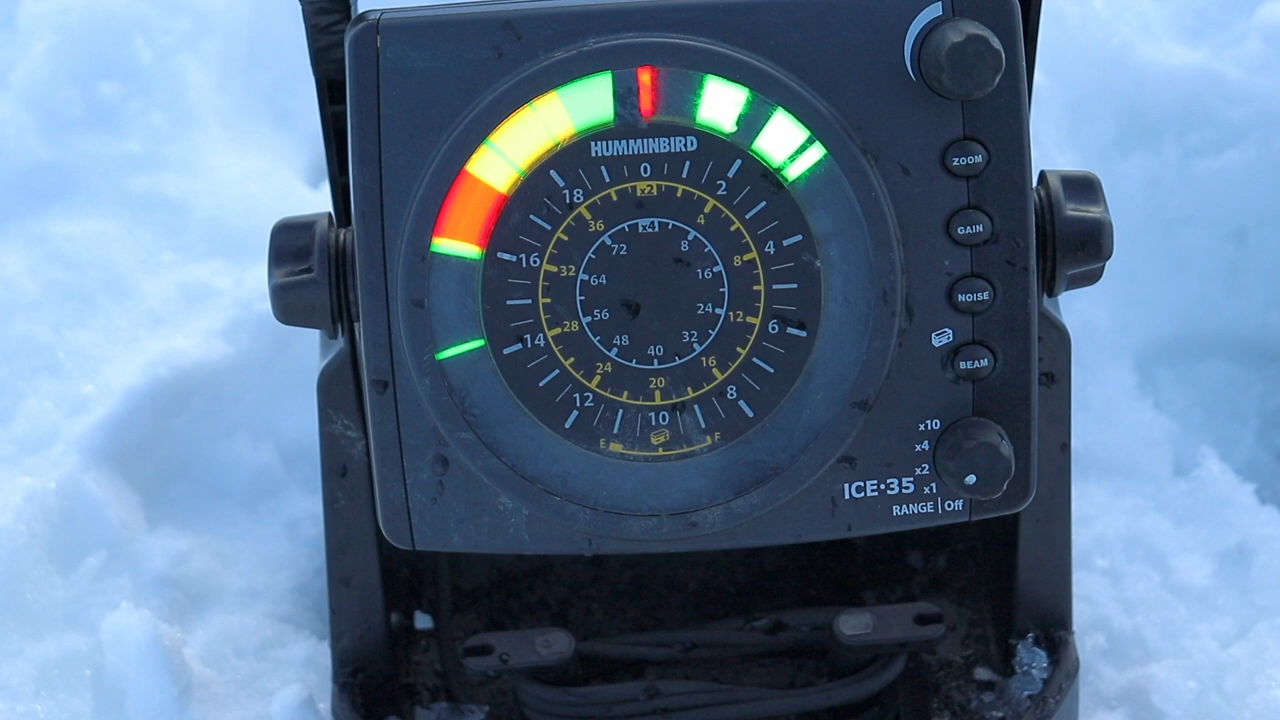 HUMMINBIRD
0
2
4
6
8
10
12
14
16
18
x2
4
8
12
16
20
24
28
32
36
x4
8
16
24
32
40
48
56
64
72
E F
ZOOM
GAIN
NOISE
BEAM
x10
x4
x2
x1
ICE•35
RANGE | Off